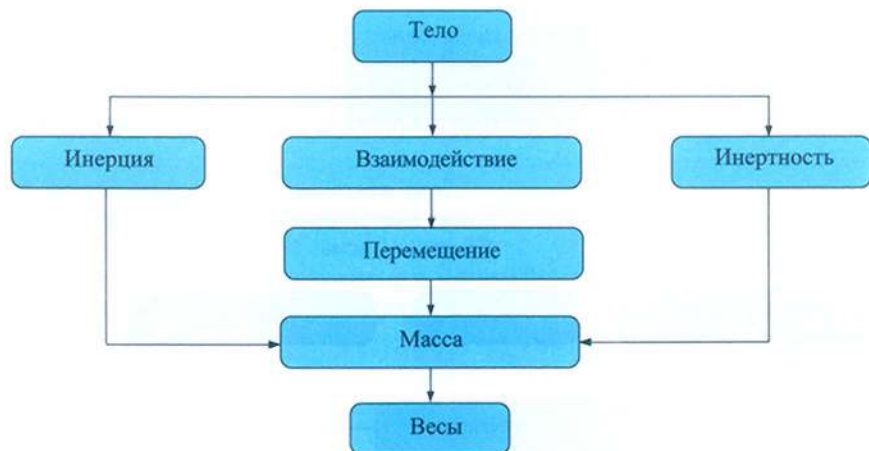 Тело
Инерция
Взаимодействие
Инертность
Перемещение
Масса
Весы